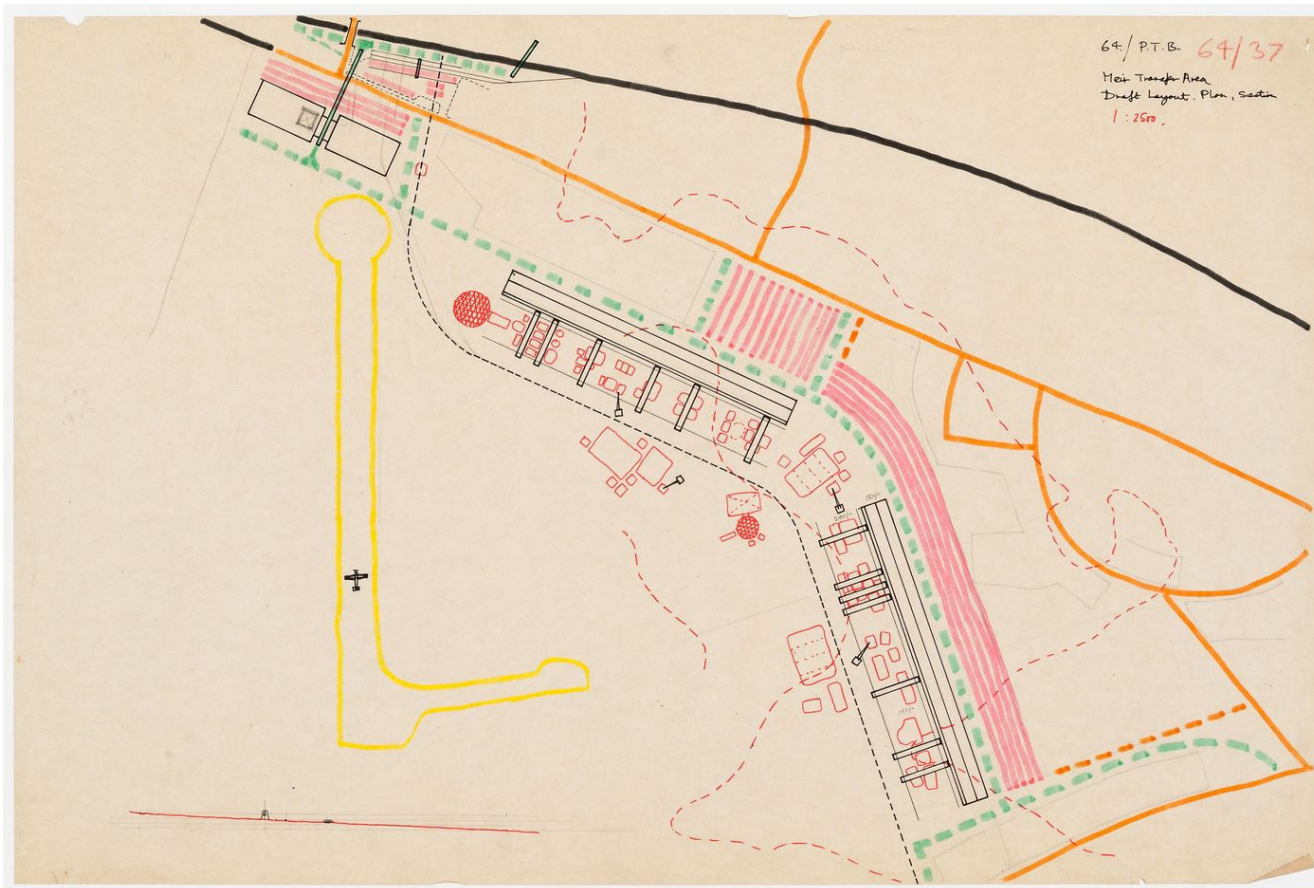 64/ P.T.B. 64/37
Meir Transfer Area
Draft Layout. Plan, Section
1 : 2500.